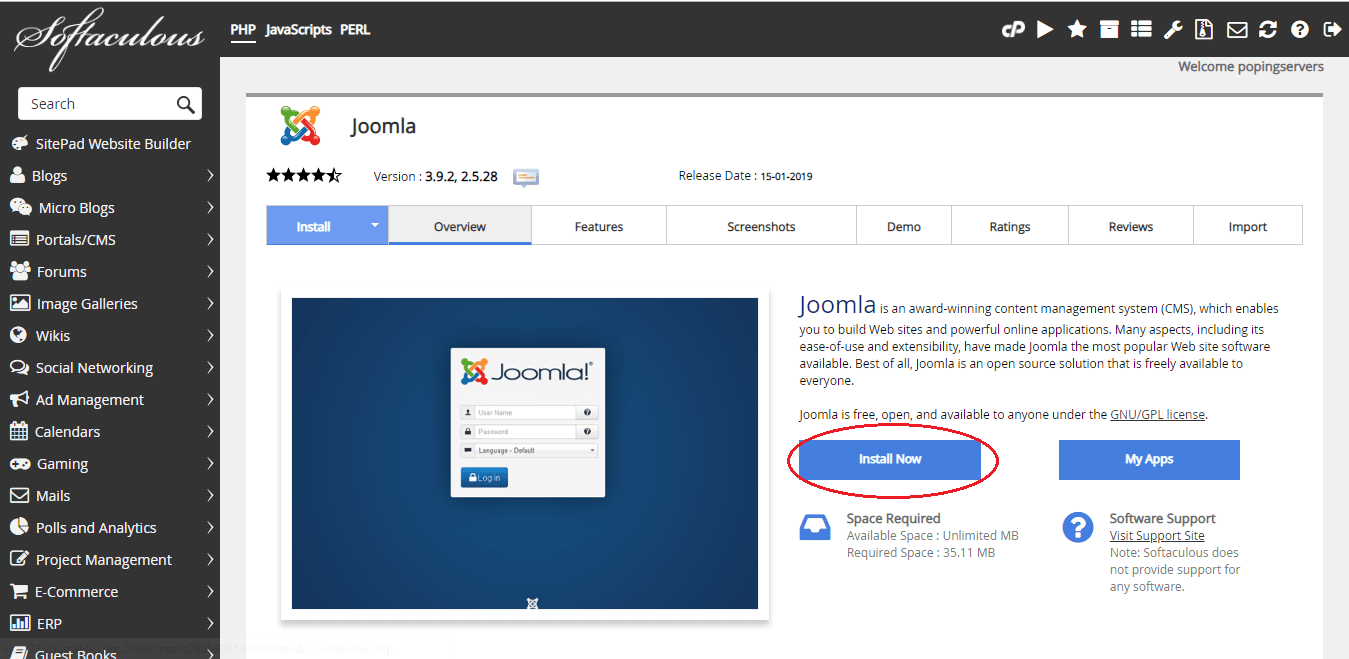 Softaculous
PHP JavaScripts PERL
cP
Welcome popingservers
Search
SitePad Website Builder
Blogs
Micro Blogs
Portals/CMS
Forums
Image Galleries
Wikis
Social Networking
Ad Management
Calendars
Gaming
Mails
Polls and Analytics
Project Management
E-Commerce
ERP
Guest Books
Joomla
Version : 3.9.2, 2.5.28
Release Date : 15-01-2019
Install
Overview
Features
Screenshots
Demo
Ratings
Reviews
Import
Joomla!®
User Name
Password
Language - Default
Log in
Joomla is an award-winning content management system (CMS), which enables
you to build Web sites and powerful online applications. Many aspects, including its
ease-of-use and extensibility, have made Joomla the most popular Web site software
available. Best of all, Joomla is an open source solution that is freely available to
everyone.
Joomla is free, open, and available to anyone under the GNU/GPL license.
Install Now
My Apps
Space Required
Available Space : Unlimited MB
Required Space : 35.11 MB
Software Support
Visit Support Site
Note: Softaculous does
not provide support for
any software.